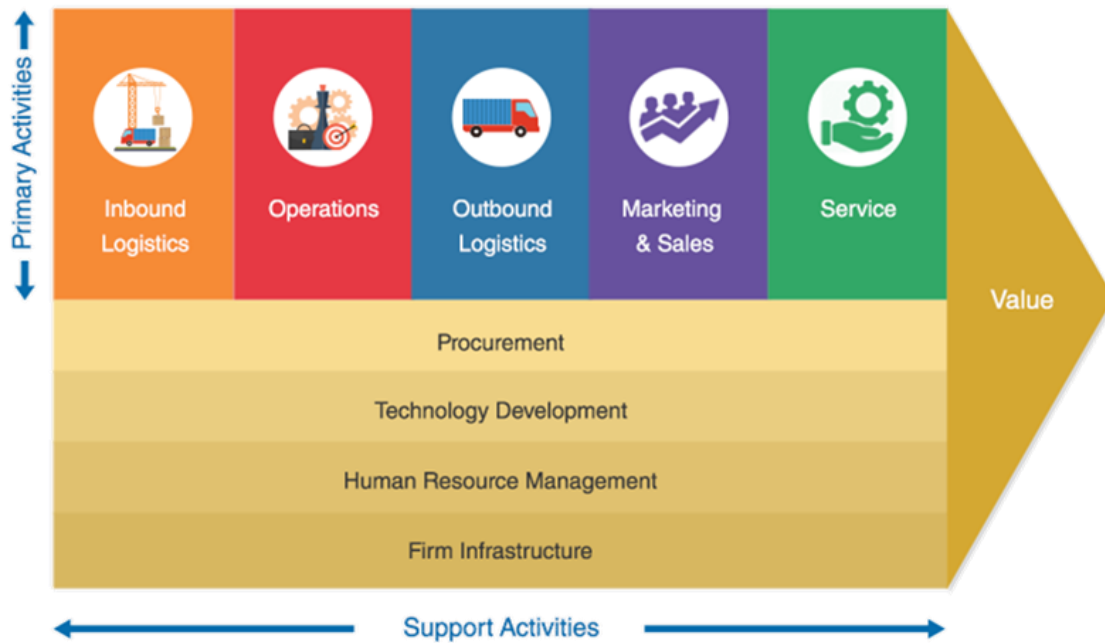 Primary Activities
Inbound
Logistics
Operations
Outbound
Logistics
Marketing
& Sales
Service
Value
Procurement
Technology Development
Human Resource Management
Firm Infrastructure
Support Activities